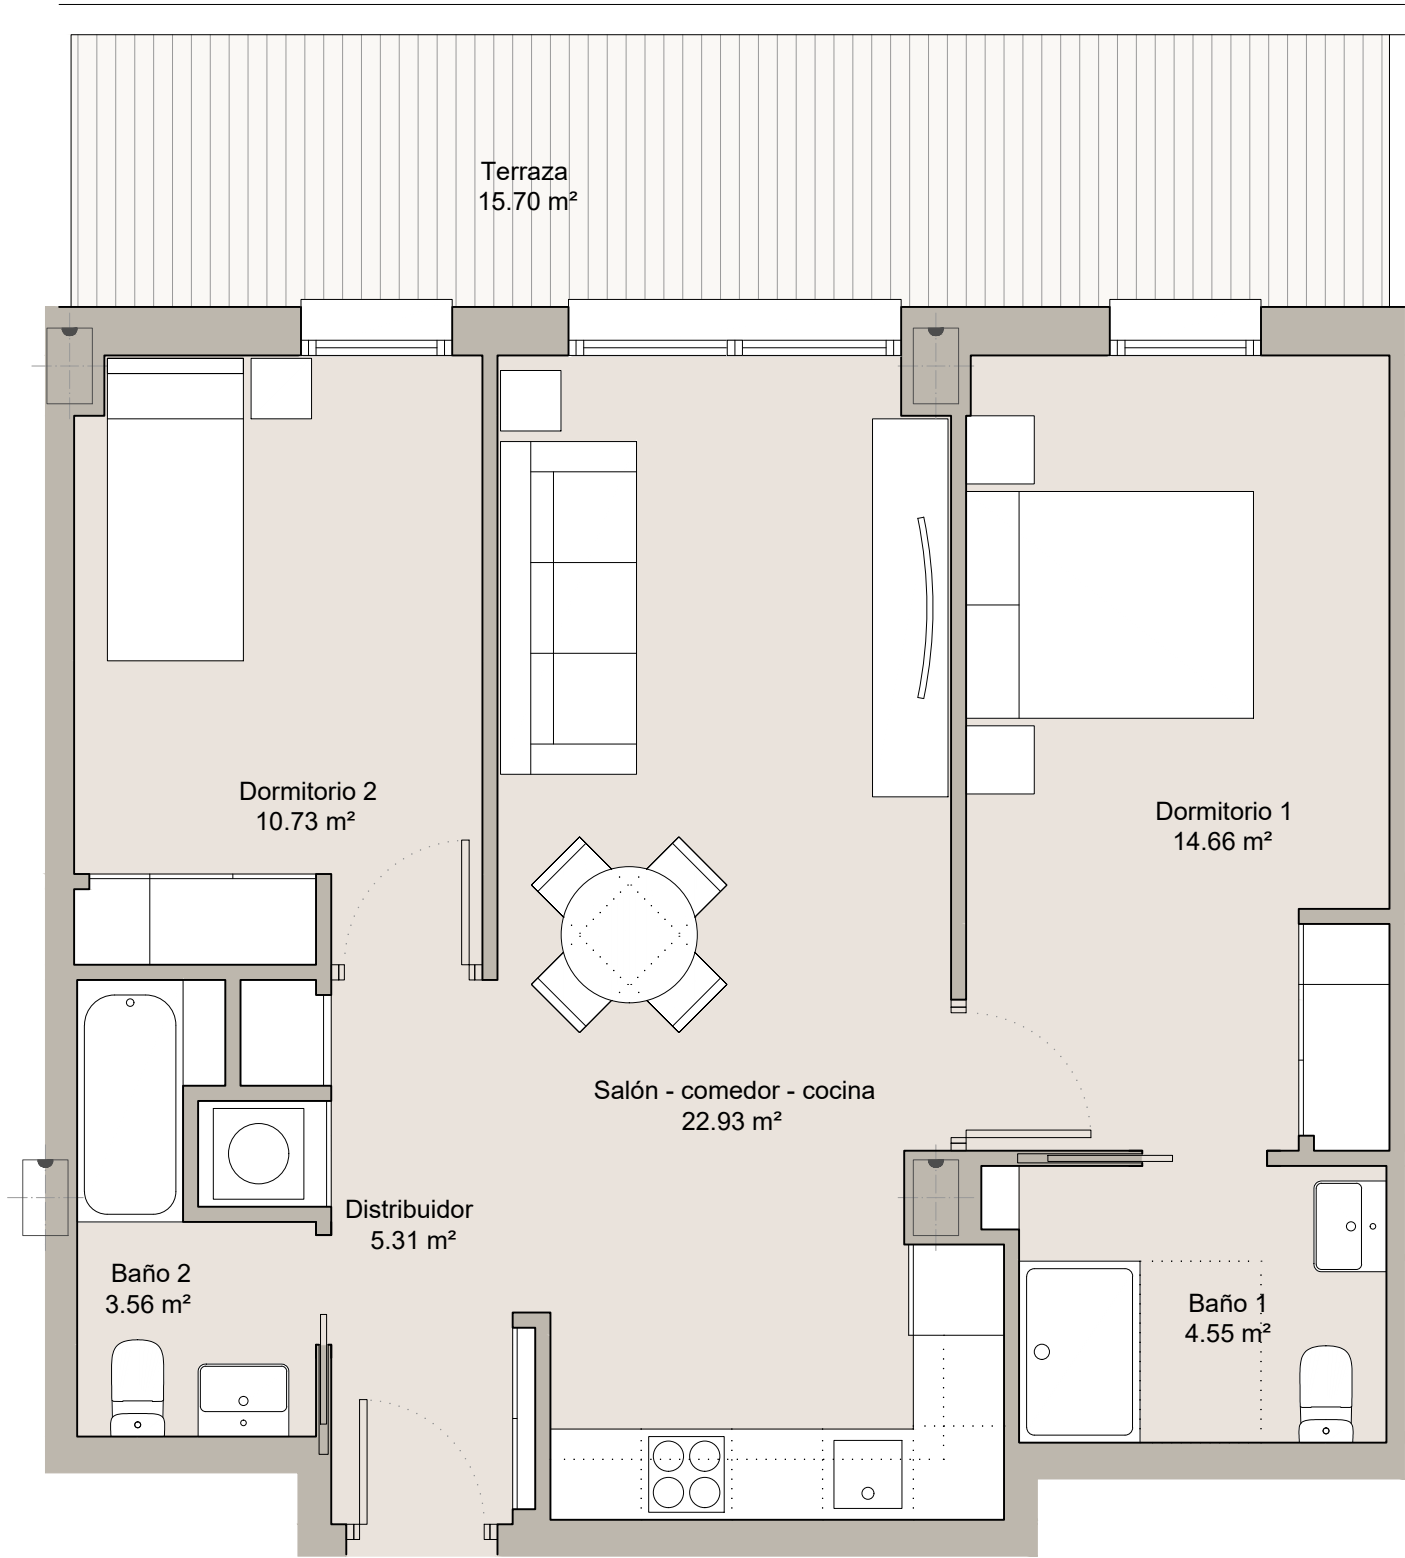 Terraza
15.70 m²
Dormitorio 2
10.73 m²
Dormitorio 1
14.66 m²
Salón - comedor - cocina
22.93 m²
Distribuidor
5.31 m²
Baño 2
3.56 m²
Baño 1
4.55 m²